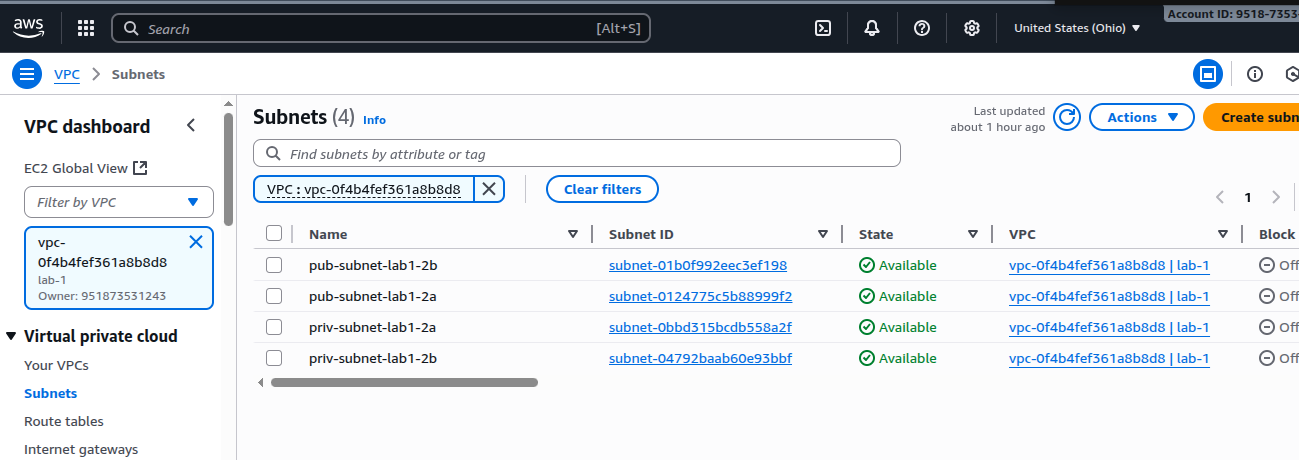 aws
Search [Alt+S]
United States (Ohio)
Account ID: 9518-7353
VPC > Subnets
VPC dashboard
EC2 Global View
Filter by VPC
vpc-
0f4b4fef361a8b8d8
lab-1
Owner: 951873531243
Virtual private cloud
Your VPCs
Subnets
Route tables
Internet gateways
Subnets (4) Info
Last updated
about 1 hour ago
Actions
Create subn
Find subnets by attribute or tag
VPC : vpc-0f4b4fef361a8b8d8
Clear filters
1
Name Subnet ID State VPC Block
pub-subnet-lab1-2b subnet-01b0f992eec3ef198 Available vpc-0f4b4fef361a8b8d8 | lab-1 Off
pub-subnet-lab1-2a subnet-0124775c5b88999f2 Available vpc-0f4b4fef361a8b8d8 | lab-1 Off
priv-subnet-lab1-2a subnet-0bbd315bcdb558a2f Available vpc-0f4b4fef361a8b8d8 | lab-1 Off
priv-subnet-lab1-2b subnet-04792baab60e93bbf Available vpc-0f4b4fef361a8b8d8 | lab-1 Off